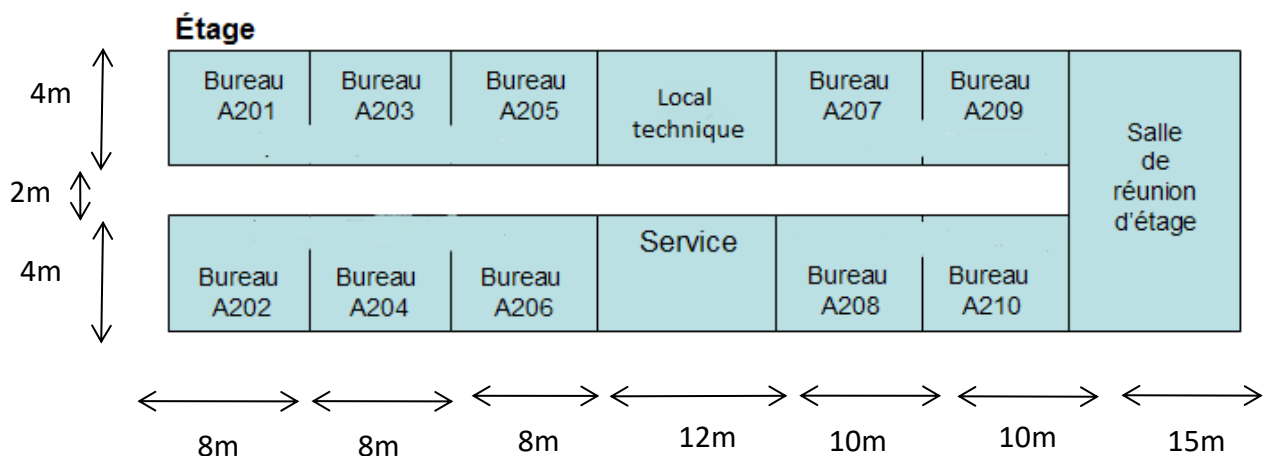 Étage
4m
2m
4m
Bureau
A201
Bureau
A203
Bureau
A205
Local
technique
Bureau
A207
Bureau
A209
Salle
de
réunion
d'étage
Bureau
A202
Bureau
A204
Bureau
A206
Service
Bureau
A208
Bureau
A210
8m
8m
8m
12m
10m
10m
15m